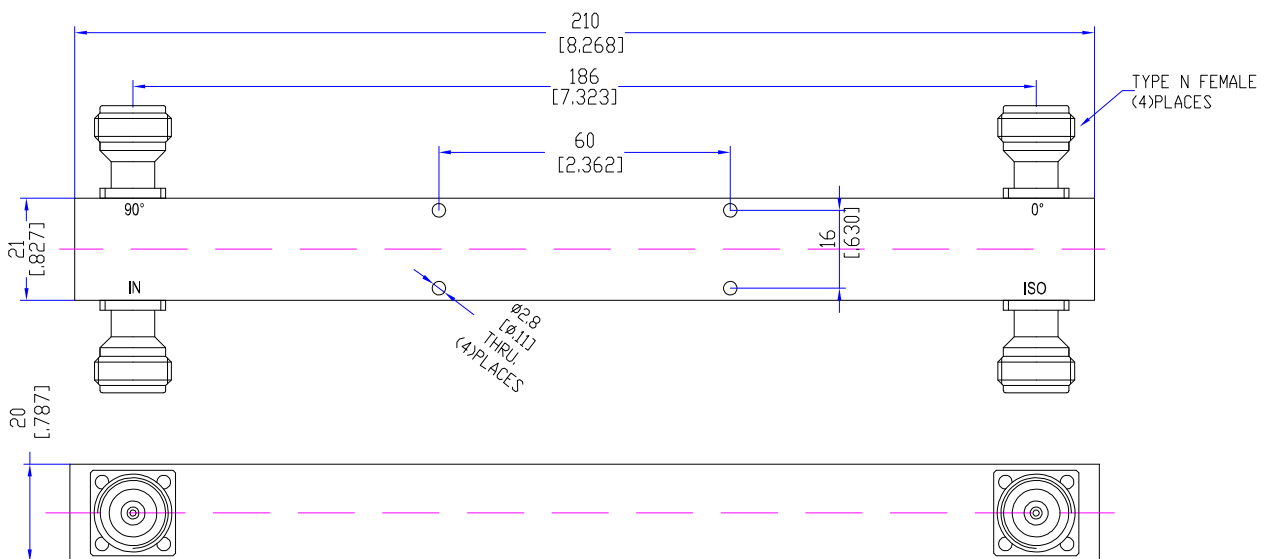 210
[8.268]
186
[7.323]
TYPE N FEMALE
(4)PLACES
60
[2.362]
90°
0°
21
[.827]
16
[.630]
IN
ISO
ø2.8
[ø.11]
THRU,
(4)PLACES
20
[.787]